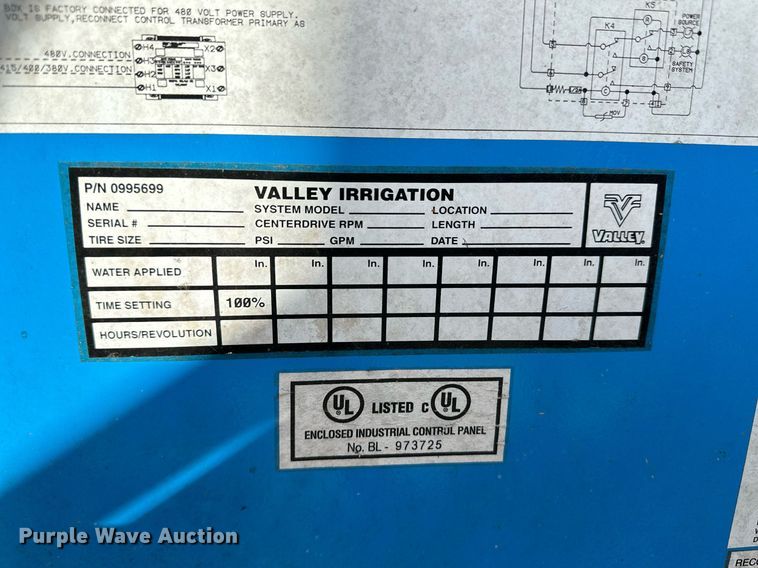 BOX IS FACTORY CONNECTED FOR 480 VOLT POWER SUPPLY.
VOLT SUPPLY, RECONNECT CONTROL TRANSFORMER PRIMARY AS
480V. CONNECTION
415/400/380V. CONNECTION
H4
H3
H2
H1
X2
X3
X1
K5
K4
POWER
SOURCE
SAFETY
SYSTEM
MOV
P/N 0995699
VALLEY IRRIGATION
NAME SYSTEM MODEL LOCATION
SERIAL # CENTERDRIVE RPM LENGTH
TIRE SIZE PSI GPM DATE
VALLEY
WATER APPLIED In. In. In. In. In. In. In. In.
TIME SETTING 100%
HOURS/REVOLUTION
UL LISTED C UL
ENCLOSED INDUSTRIAL CONTROL PANEL
No. BL - 973725
Purple Wave Auction
RECO